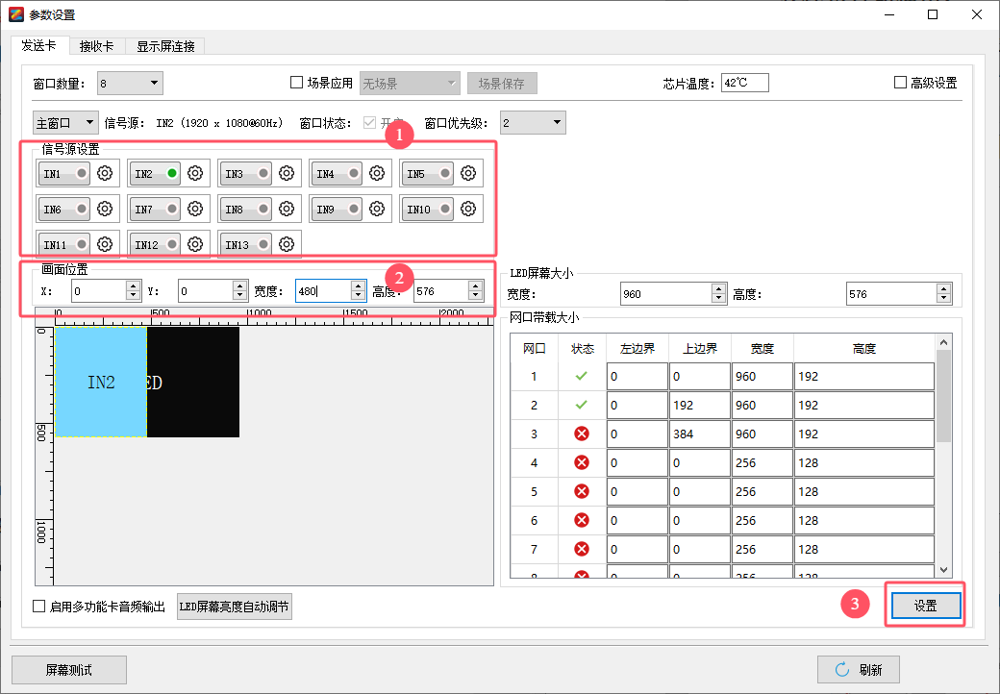 参数设置
发送卡 接收卡 显示屏连接
窗口数量： 8 场景应用 无场景 场景保存 芯片温度： 42℃ 高级设置
主窗口 信号源： IN2 (1920 x 1080@60Hz) 窗口状态： 窗口优先级： 2
1
信号源设置
IN1 IN2 IN3 IN4 IN5
IN6 IN7 IN8 IN9 IN10
IN11 IN12 IN13
画面位置 2
X： 0 Y： 0 宽度： 480 高度： 576
0 500 1000 1500 2000
0
500
1000
IN2 ED
LED屏幕大小
宽度： 960 高度： 576
网口带载大小
网口 状态 左边界 上边界 宽度 高度
1 0 0 960 192
2 0 192 960 192
3 0 384 960 192
4 0 0 256 128
5 0 0 256 128
6 0 0 256 128
7 0 0 256 128
8 0 0 256 128
启用多功能卡音频输出 LED屏幕亮度自动调节 3 设置
屏幕测试 刷新